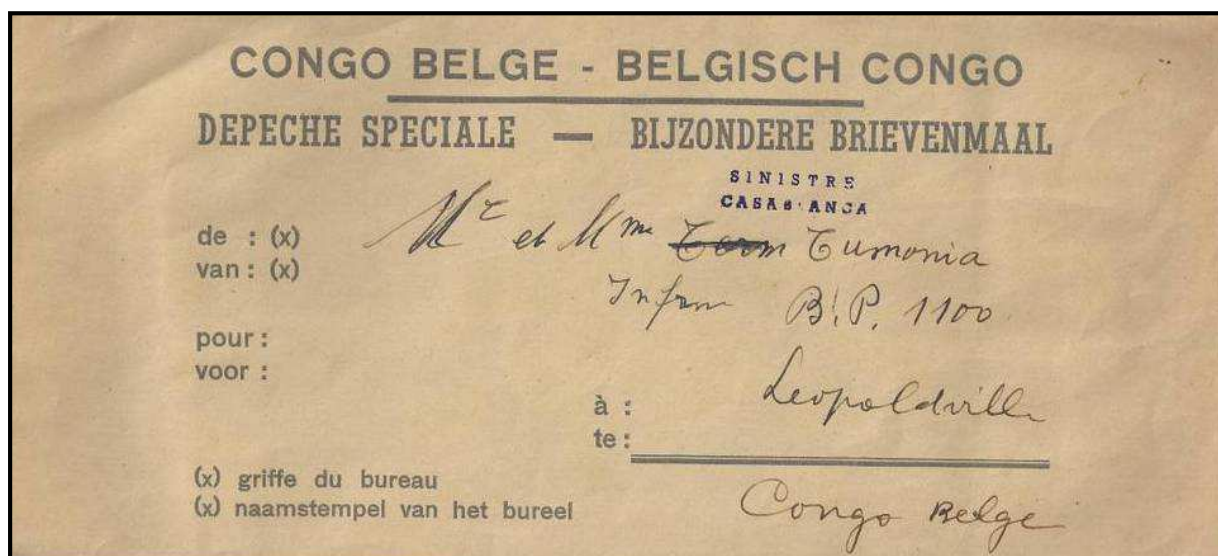 CONGO BELGE - BELGISCH CONGO
DEPECHE SPECIALE — BIJZONDERE BRIEVENMAAL
SINISTRE
CASABLANCA
de : (x)
van : (x)
Mr et Mme Tumonia
B.P. 1100
pour :
voor :
à :
te :
Leopoldville
(x) griffe du bureau
(x) naamstempel van het bureel
Congo Belge